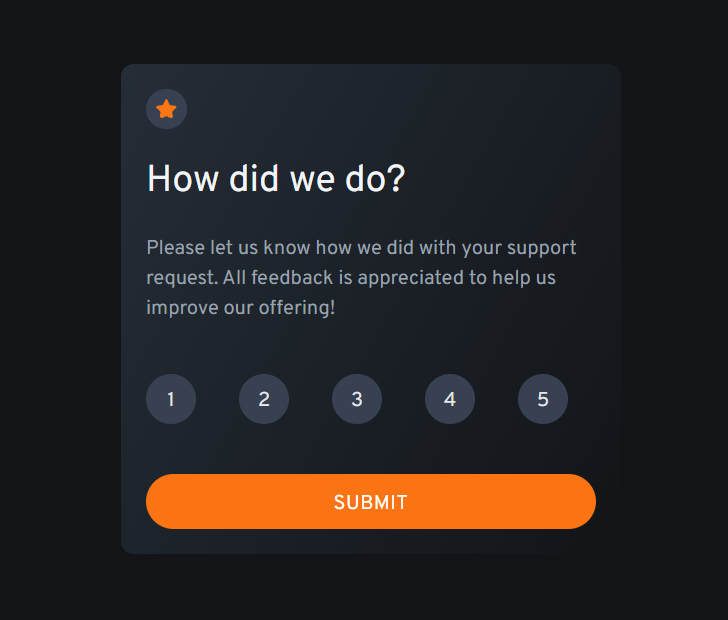 How did we do?
Please let us know how we did with your support
request. All feedback is appreciated to help us
improve our offering!
1 2 3 4 5
SUBMIT